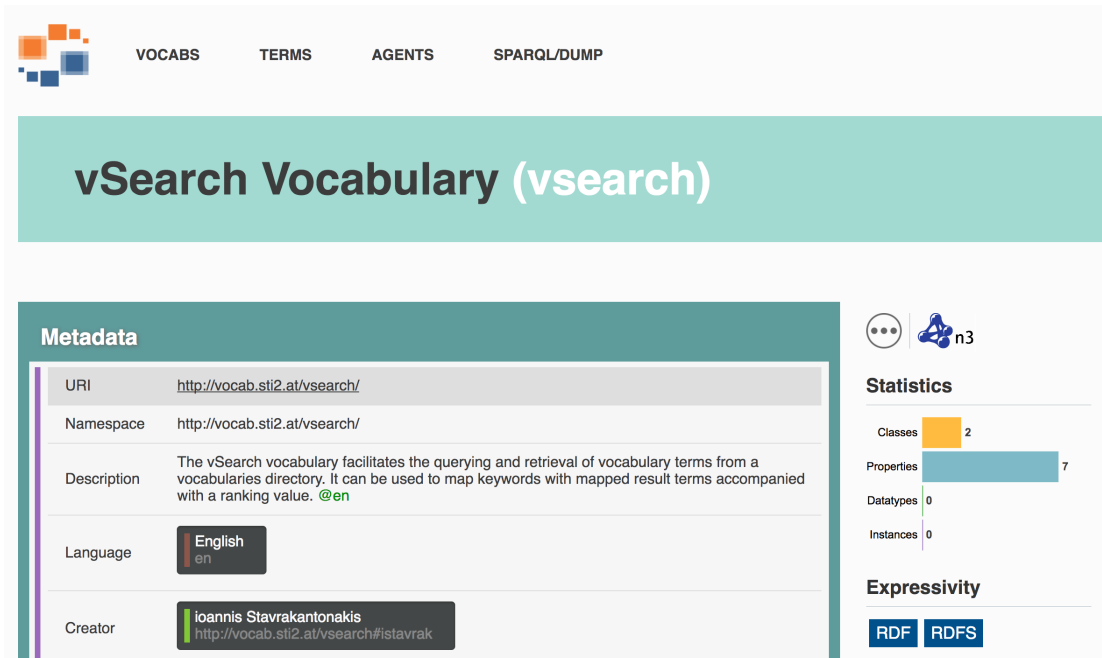 VOCABS TERMS AGENTS SPARQL/DUMP
vSearch Vocabulary (vsearch)
Metadata
URI http://vocab.sti2.at/vsearch/
Namespace http://vocab.sti2.at/vsearch/
Description The vSearch vocabulary facilitates the querying and retrieval of vocabulary terms from a
vocabularies directory. It can be used to map keywords with mapped result terms accompanied
with a ranking value. @en
Language English
en
Creator ioannis Stavrakantonakis
http://vocab.sti2.at/vsearch#istavrak
n3
Statistics
Classes 2
Properties 7
Datatypes 0
Instances 0
Expressivity
RDF RDFS